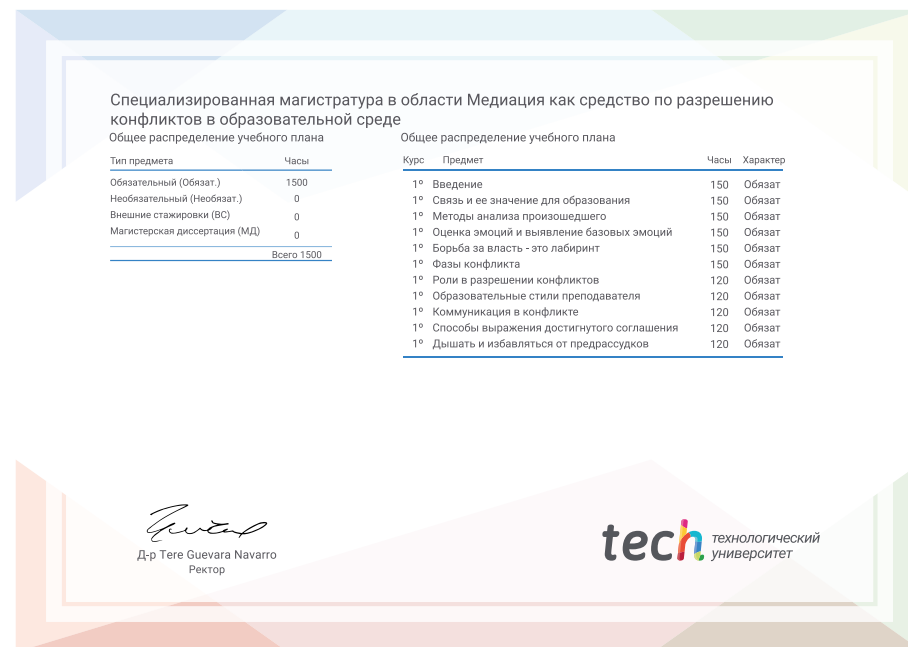 Специализированная магистратура в области Медиация как средство по разрешению
конфликтов в образовательной среде
Общее распределение учебного плана
Тип предмета Часы
Обязательный (Обязат.) 1500
Необязательный (Необязат.) 0
Внешние стажировки (ВС) 0
Магистерская диссертация (МД) 0
Всего 1500
Общее распределение учебного плана
Курс Предмет Часы Характер
1º Введение 150 Обязат
1º Связь и ее значение для образования 150 Обязат
1º Методы анализа произошедшего 150 Обязат
1º Оценка эмоций и выявление базовых эмоций 150 Обязат
1º Борьба за власть - это лабиринт 150 Обязат
1º Фазы конфликта 150 Обязат
1º Роли в разрешении конфликтов 120 Обязат
1º Образовательные стили преподавателя 120 Обязат
1º Коммуникация в конфликте 120 Обязат
1º Способы выражения достигнутого соглашения 120 Обязат
1º Дышать и избавляться от предрассудков 120 Обязат
Д-р Tere Guevara Navarro
Ректор
tech технологический
университет